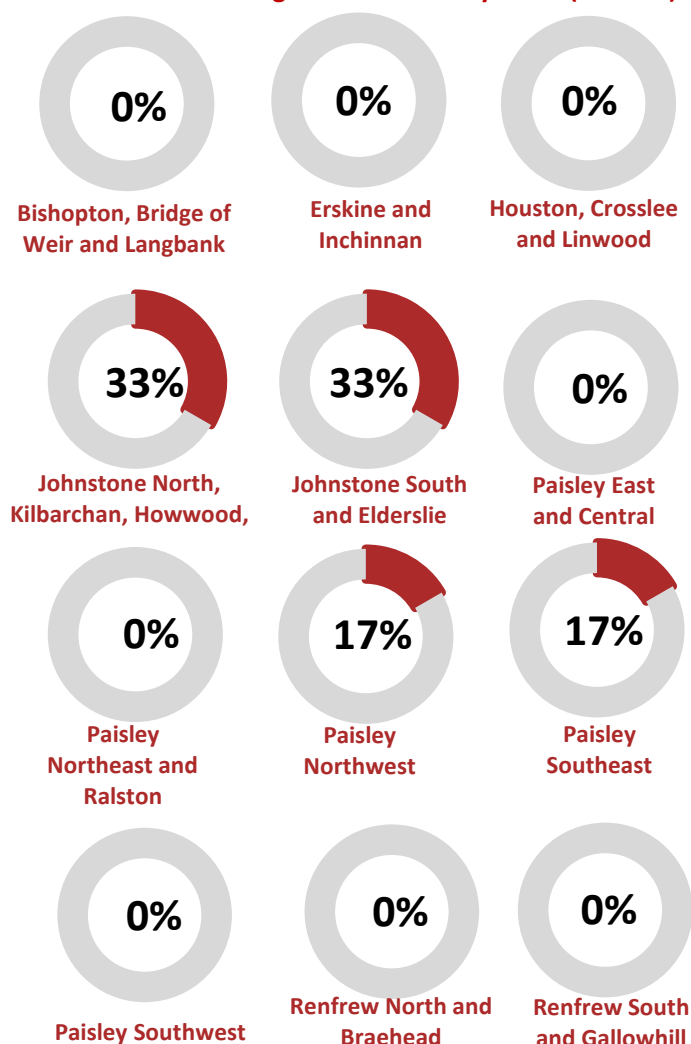 0%
0%
0%
Bishopton, Bridge of
Weir and Langbank
Erskine and
Inchinnan
Houston, Crosslee
and Linwood
33%
33%
0%
Johnstone North,
Kilbarchan, Howwood,
Johnstone South
and Elderslie
Paisley East
and Central
0%
17%
17%
Paisley
Northeast and
Ralston
Paisley
Northwest
Paisley
Southeast
0%
0%
0%
Paisley Southwest
Renfrew North and
Braehead
Renfrew South
and Gallowhill